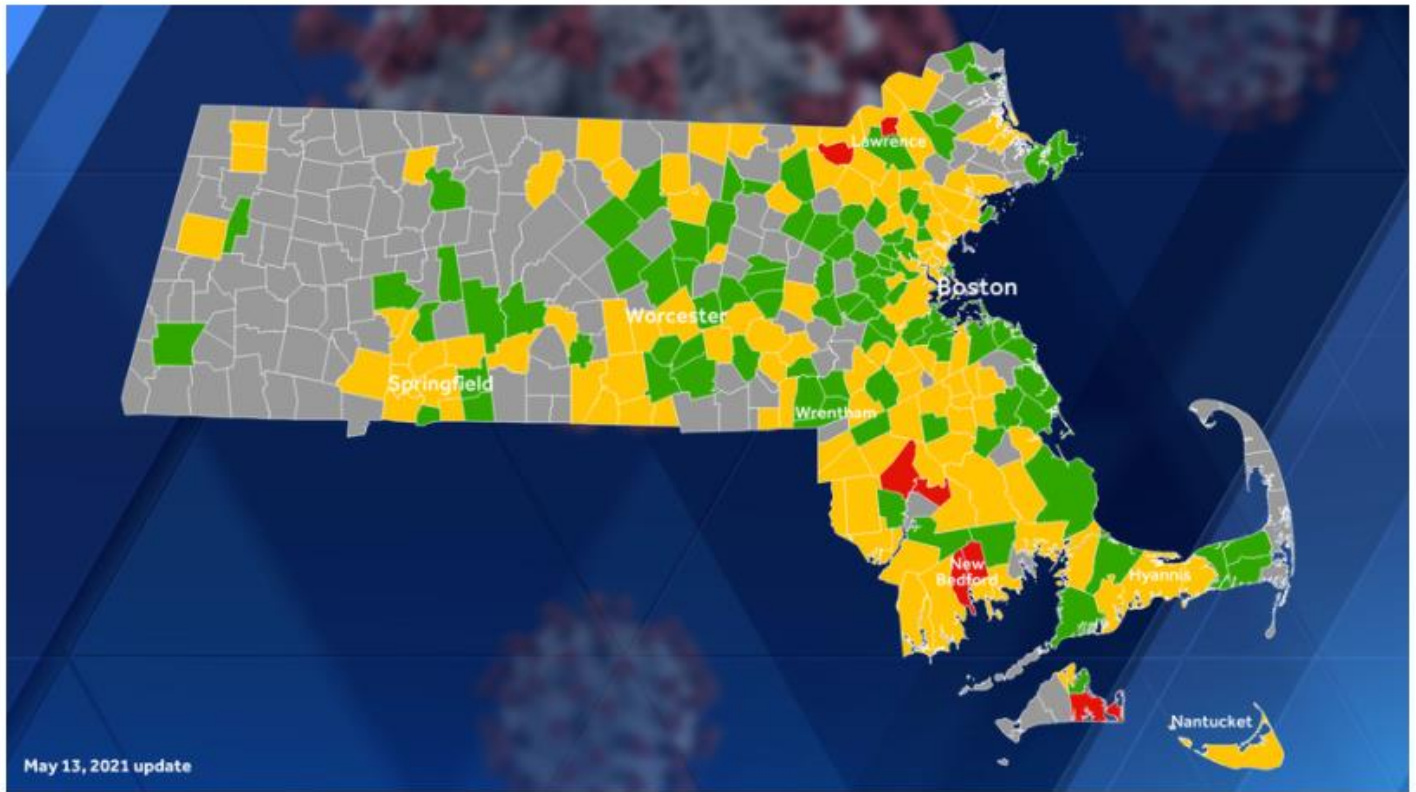 Lawrence
Boston
Worcester
Springfield
Wrentham
New
Bedford
Hyannis
Nantucket
May 13, 2021 update